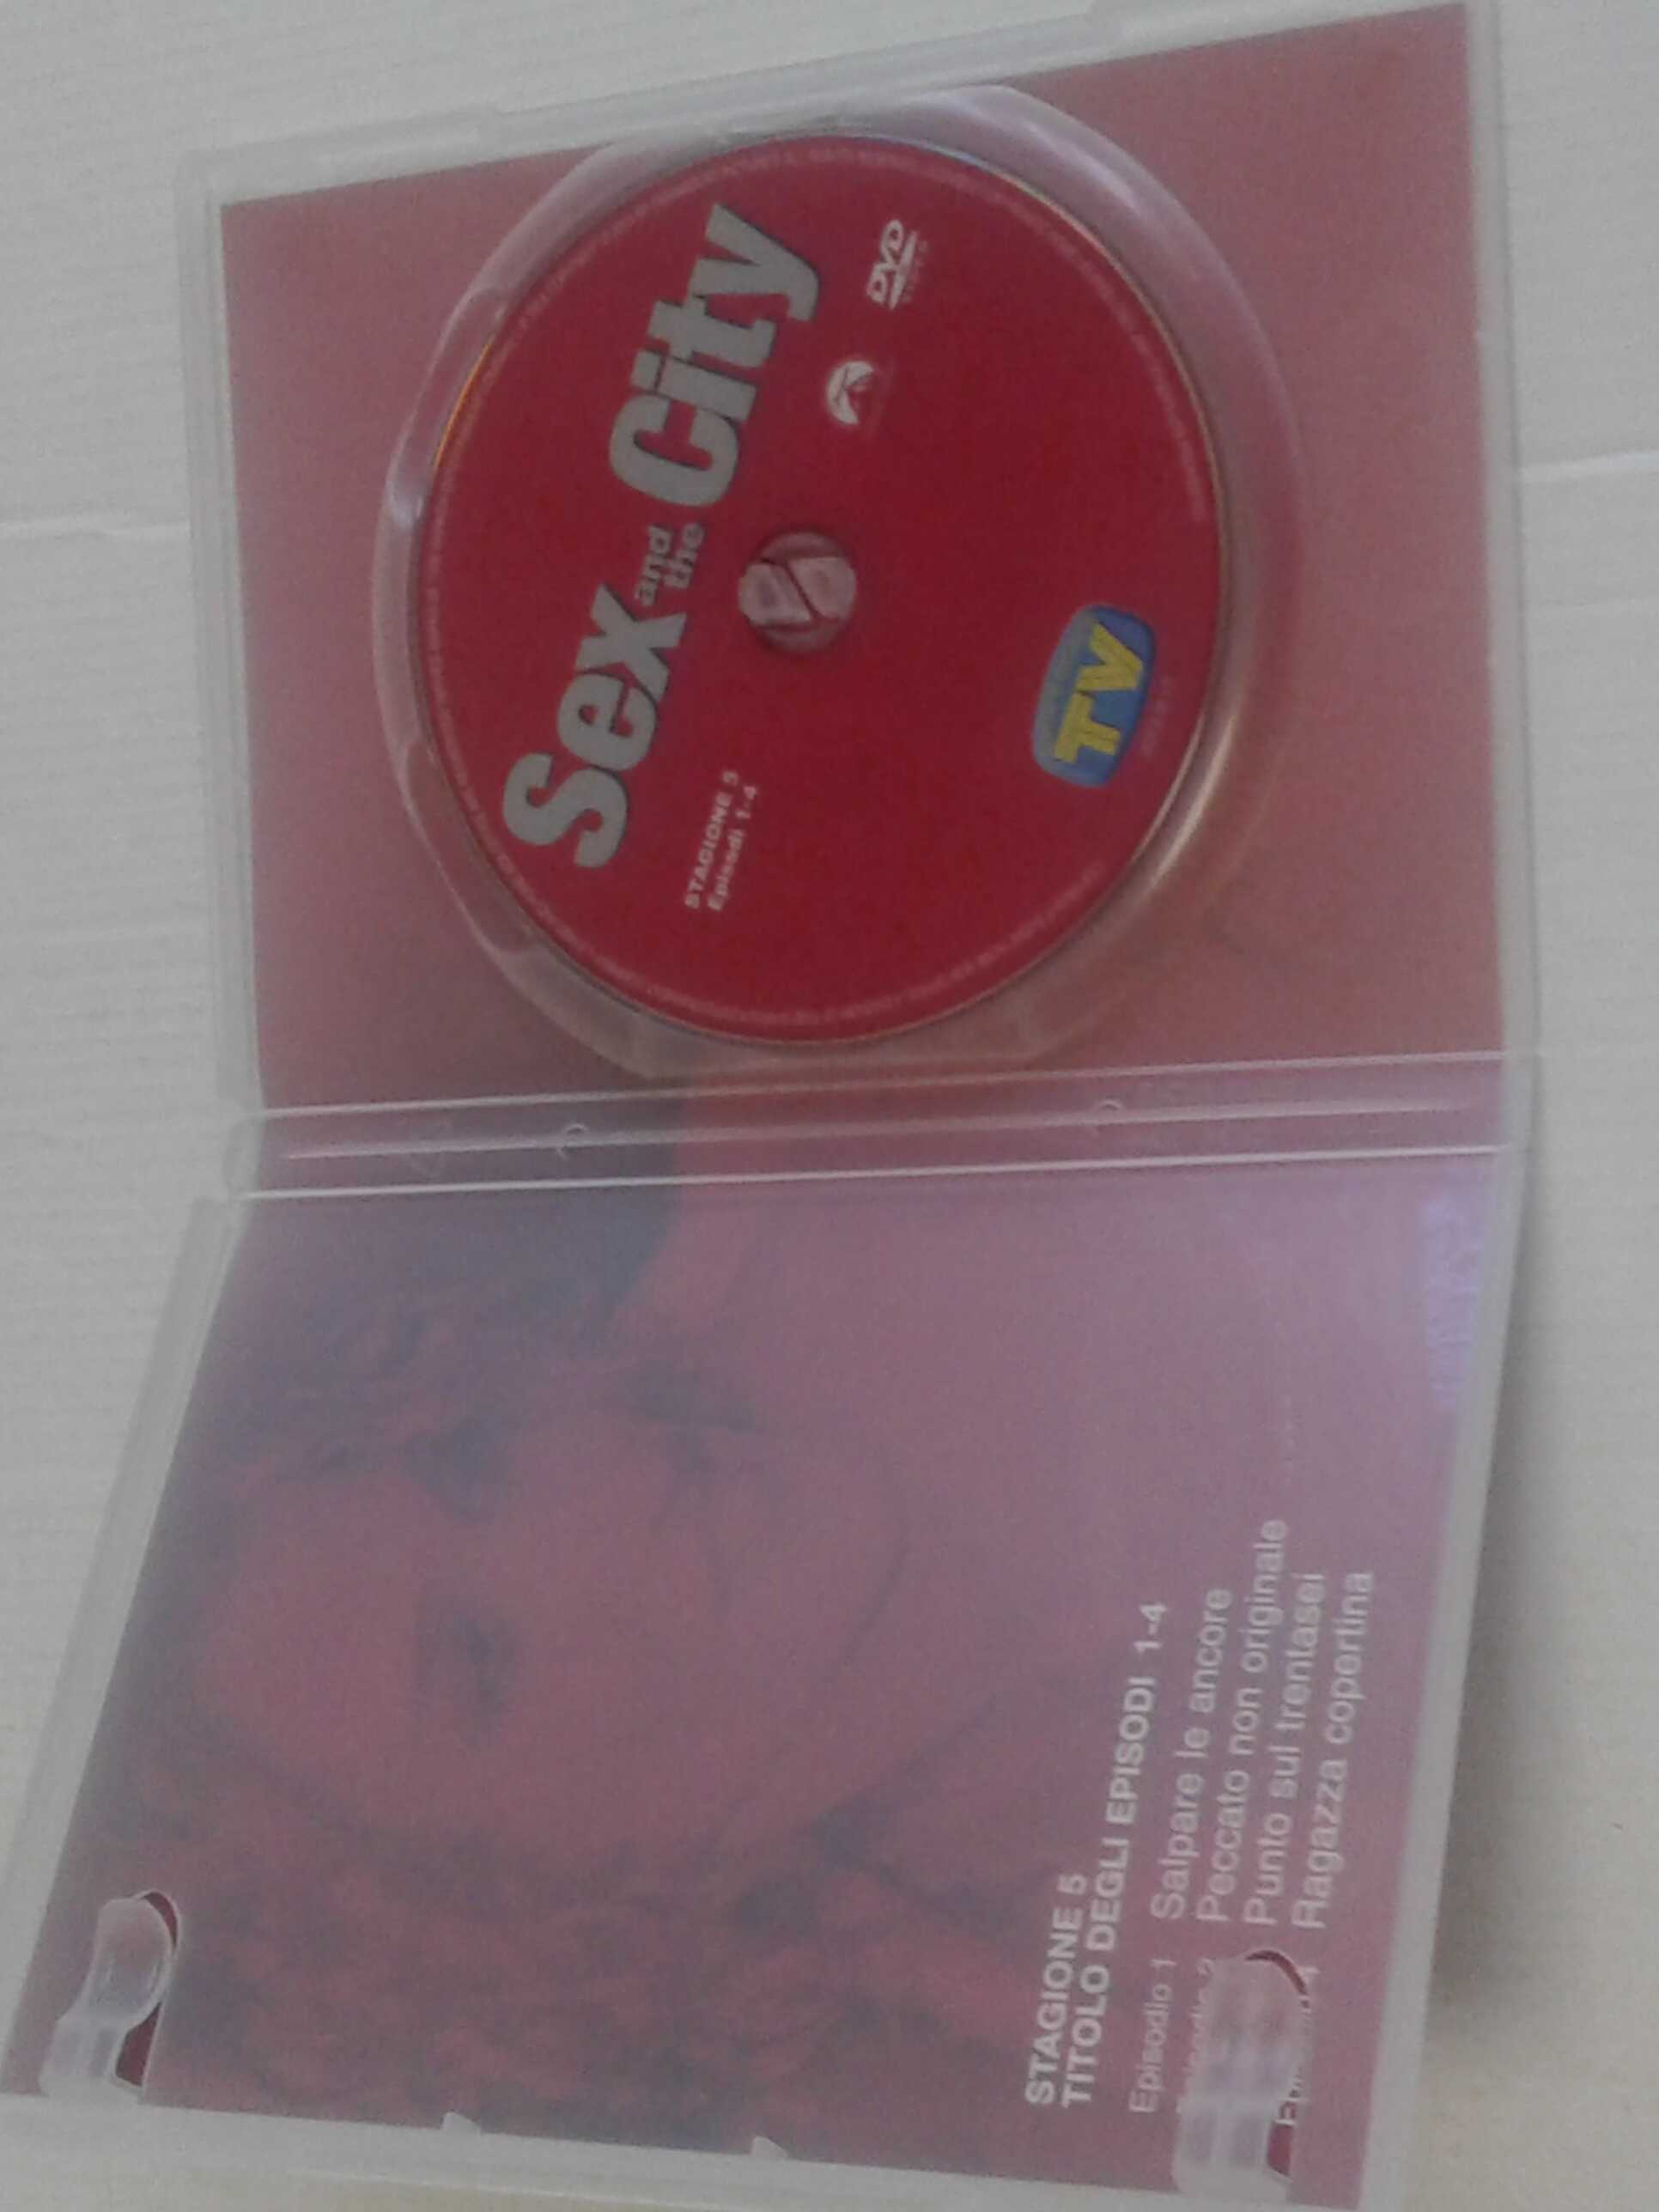 STAGIONE 5
TITOLO DEGLI EPISODI 1-4
Episodio 1 Salpare le ancore
Peccato non originale
Punto sul trentasei
Ragazza copertina
Sex and the City
STAGIONE 5
Episodi 1-4
DVD
TV